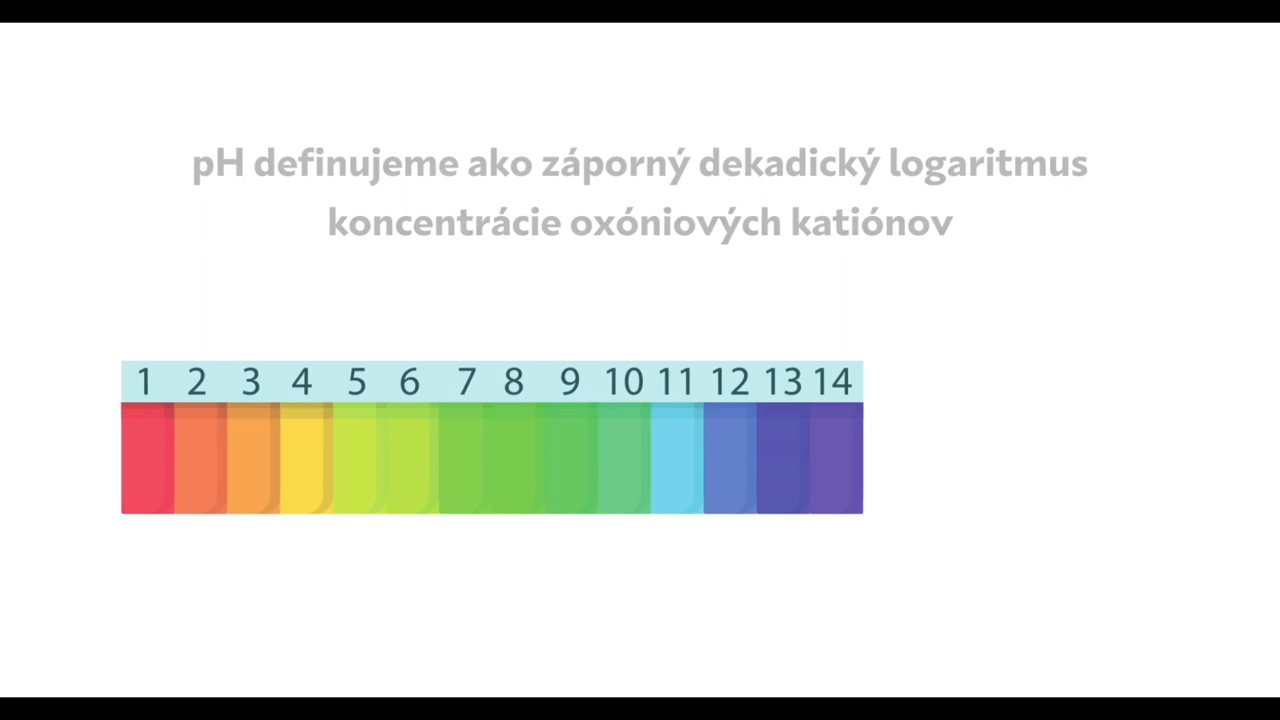 pH definujeme ako záporný dekadický logaritmus
koncentrácie oxóniových katiónov
1 2 3 4 5 6 7 8 9 10 11 12 13 14